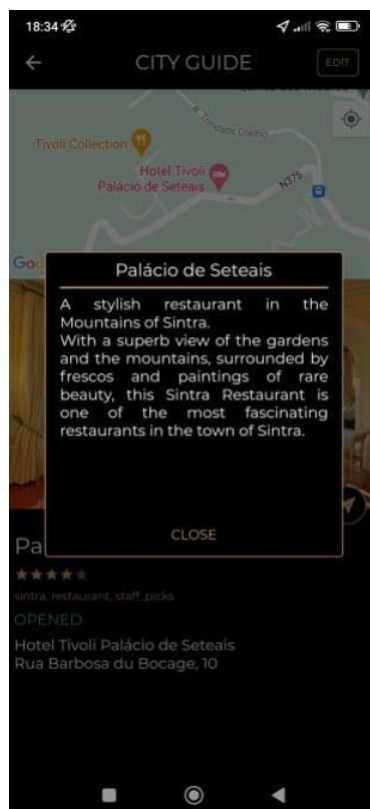 18:34
CITY GUIDE
EDIT
R. Trindade Coelho
Tivoli Collection
Hotel Tivoli
Palácio de Seteais
N375
Palácio de Seteais
A stylish restaurant in the
Mountains of Sintra.
With a superb view of the gardens
and the mountains, surrounded by
frescos and paintings of rare
beauty, this Sintra Restaurant is
one of the most fascinating
restaurants in the town of Sintra.
CLOSE
Pa
sintra, restaurant, staff_picks
OPENED
Hotel Tivoli Palácio de Seteais
Rua Barbosa du Bocage, 10